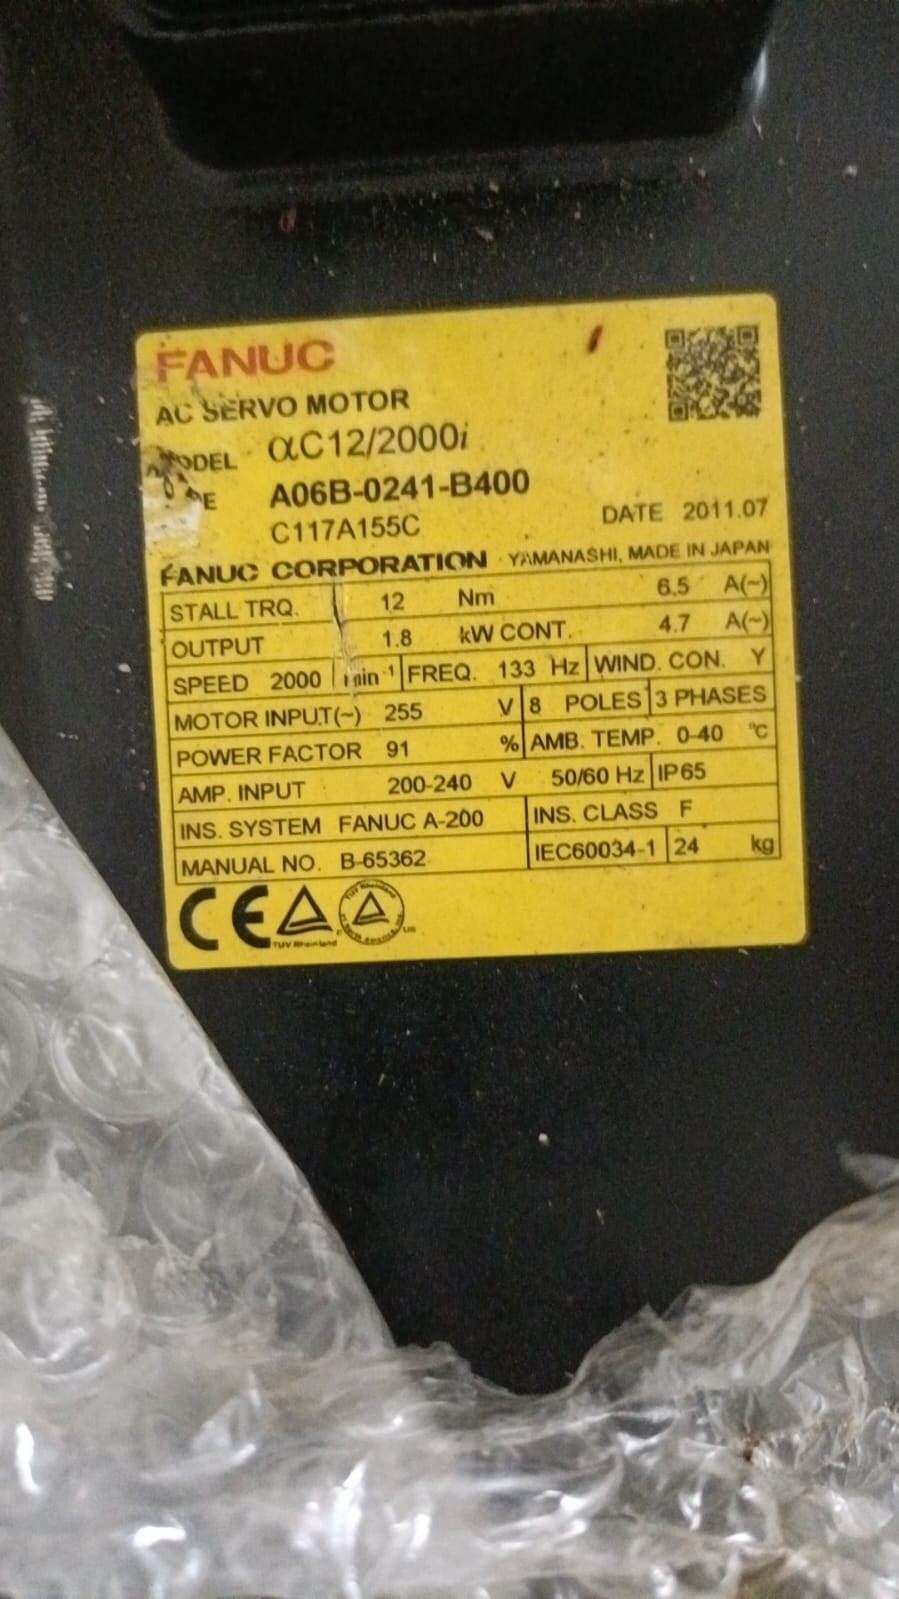 FANUC
AC SERVO MOTOR
MODEL αC12/2000i
A06B-0241-B400
C117A155C DATE 2011.07
FANUC CORPORATION YAMANASHI, MADE IN JAPAN
STALL TRQ. 12 Nm 6.5 A(~)
OUTPUT 1.8 kW CONT. 4.7 A(~)
SPEED 2000 min⁻¹ FREQ. 133 Hz WIND. CON. Y
MOTOR INPUT(~) 255 V 8 POLES 3 PHASES
POWER FACTOR 91 % AMB. TEMP. 0-40 °C
AMP. INPUT 200-240 V 50/60 Hz IP65
INS. SYSTEM FANUC A-200 INS. CLASS F
MANUAL NO. B-65362 IEC60034-1 24 kg
CE
TUV Rheinland
C US